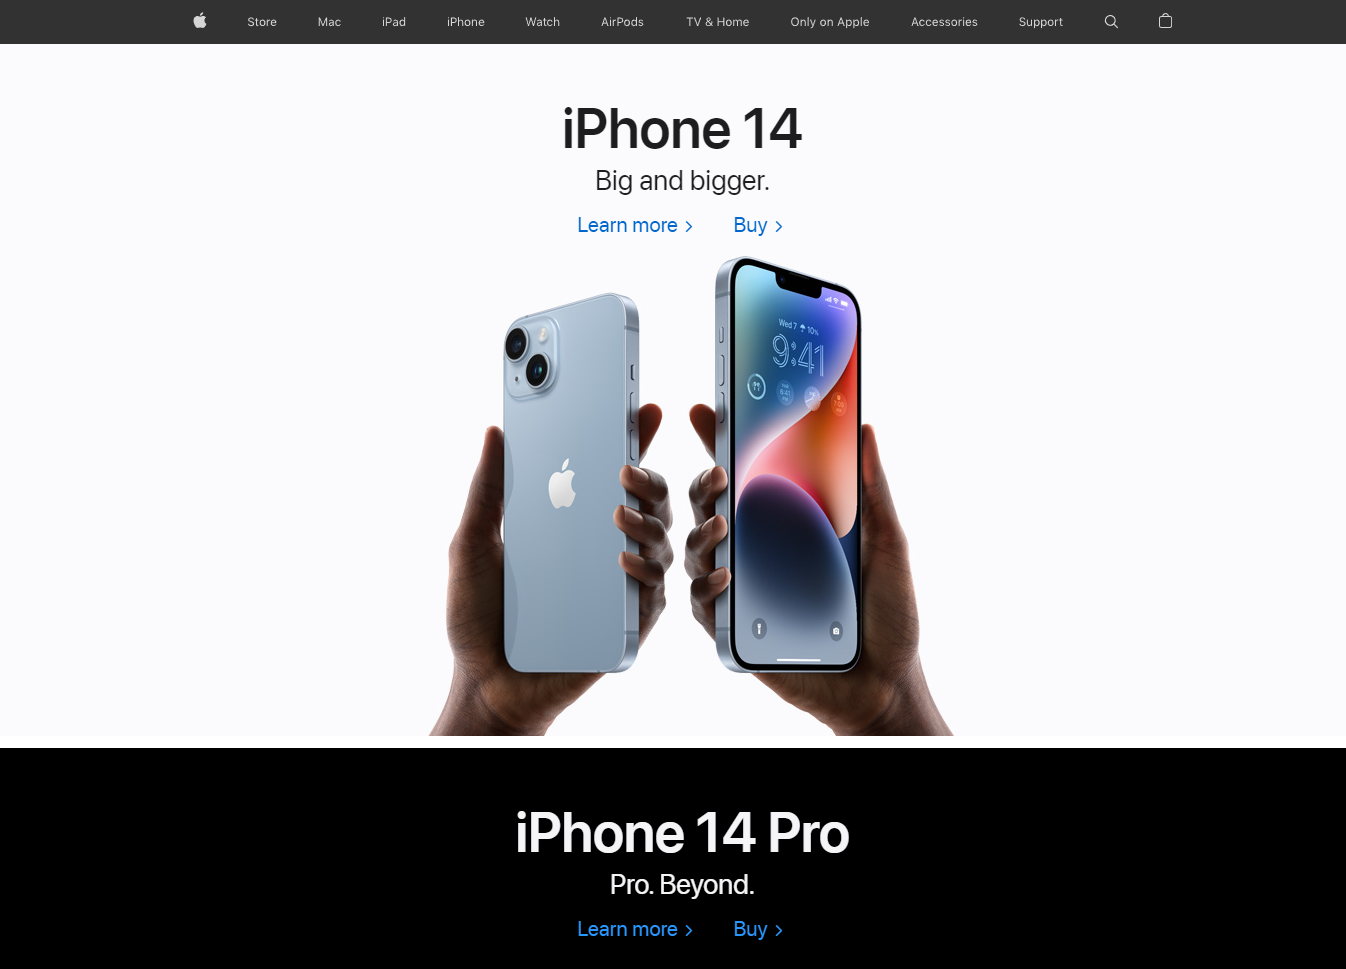 Store Mac iPad iPhone Watch AirPods TV & Home Only on Apple Accessories Support
iPhone 14
Big and bigger.
Learn more > Buy >
Wed 7 10%
9:41
iPhone 14 Pro
Pro. Beyond.
Learn more > Buy >